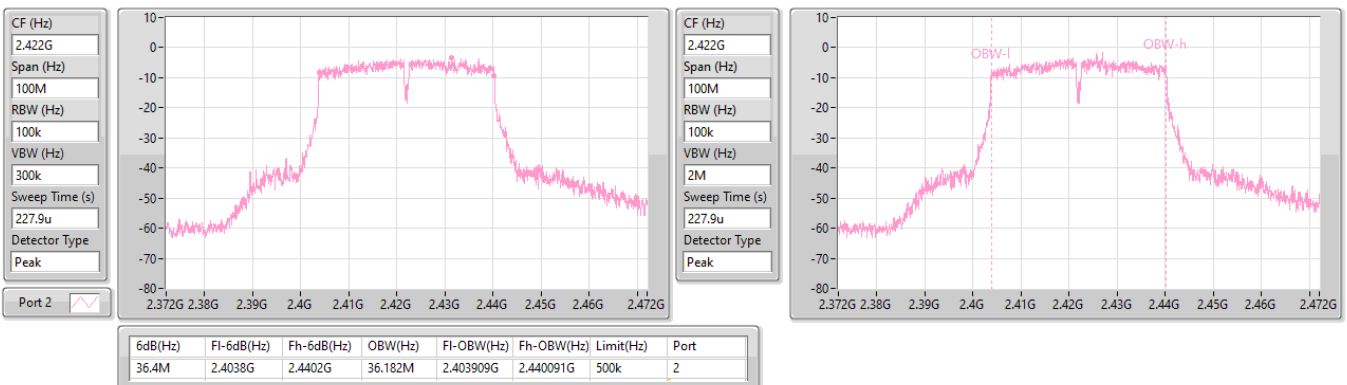 CF (Hz)
2.422G
Span (Hz)
100M
RBW (Hz)
100k
VBW (Hz)
300k
Sweep Time (s)
227.9u
Detector Type
Peak
Port 2
10
0
-10
-20
-30
-40
-50
-60
-70
-80
2.372G 2.38G 2.39G 2.4G 2.41G 2.42G 2.43G 2.44G 2.45G 2.46G 2.472G
CF (Hz)
2.422G
Span (Hz)
100M
RBW (Hz)
100k
VBW (Hz)
2M
Sweep Time (s)
227.9u
Detector Type
Peak
10
0
-10
-20
-30
-40
-50
-60
-70
-80
OBW-l
OBW-h
2.372G 2.38G 2.39G 2.4G 2.41G 2.42G 2.43G 2.44G 2.45G 2.46G 2.472G
6dB(Hz) Fl-6dB(Hz) Fh-6dB(Hz) OBW(Hz) Fl-OBW(Hz) Fh-OBW(Hz) Limit(Hz) Port
36.4M 2.4038G 2.4402G 36.182M 2.403909G 2.440091G 500k 2